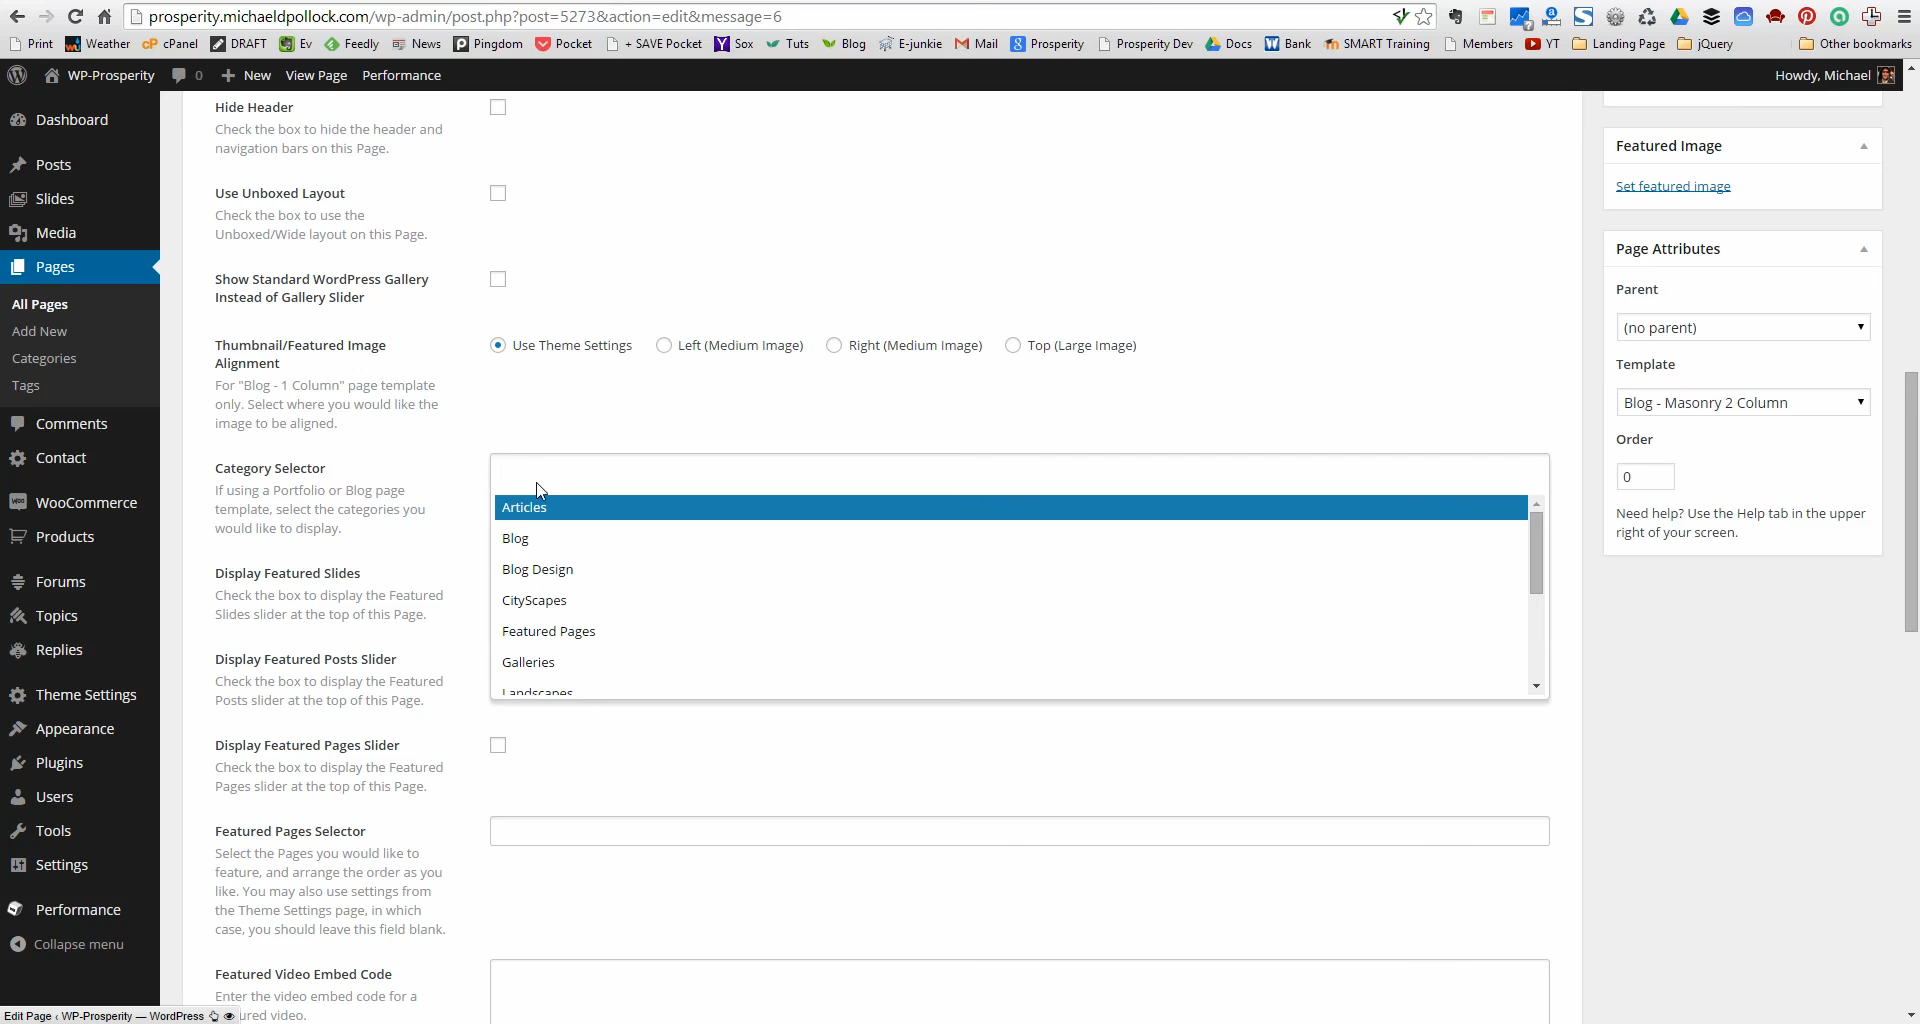 prosperity.michaeldpollock.com/wp-admin/post.php?post=5273&action=edit&message=6
Print Weather cPanel DRAFT Ev Feedly News Pingdom Pocket + SAVE Pocket Sox Tuts Blog E-junkie Mail Prosperity Prosperity Dev Docs Bank SMART Training Members YT Landing Page jQuery Other bookmarks
WP-Prosperity 0 New View Page Performance Howdy, Michael
Dashboard
Posts
Slides
Media
Pages
All Pages
Add New
Categories
Tags
Comments
Contact
WooCommerce
Products
Forums
Topics
Replies
Theme Settings
Appearance
Plugins
Users
Tools
Settings
Performance
Collapse menu
Hide Header
Check the box to hide the header and
navigation bars on this Page.
Use Unboxed Layout
Check the box to use the
Unboxed/Wide layout on this Page.
Show Standard WordPress Gallery
Instead of Gallery Slider
Thumbnail/Featured Image
Alignment
For "Blog - 1 Column" page template
only. Select where you would like the
image to be aligned.
Use Theme Settings Left (Medium Image) Right (Medium Image) Top (Large Image)
Category Selector
If using a Portfolio or Blog page
template, select the categories you
would like to display.
Articles
Blog
Blog Design
CityScapes
Featured Pages
Galleries
Landscapes
Display Featured Slides
Check the box to display the Featured
Slides slider at the top of this Page.
Display Featured Posts Slider
Check the box to display the Featured
Posts slider at the top of this Page.
Display Featured Pages Slider
Check the box to display the Featured
Pages slider at the top of this Page.
Featured Pages Selector
Select the Pages you would like to
feature, and arrange the order as you
like. You may also use settings from
the Theme Settings page, in which
case, you should leave this field blank.
Featured Video Embed Code
Enter the video embed code for a
ured video.
Featured Image
Set featured image
Page Attributes
Parent
(no parent)
Template
Blog - Masonry 2 Column
Order
0
Need help? Use the Help tab in the upper
right of your screen.
Edit Page ‹ WP-Prosperity — WordPress